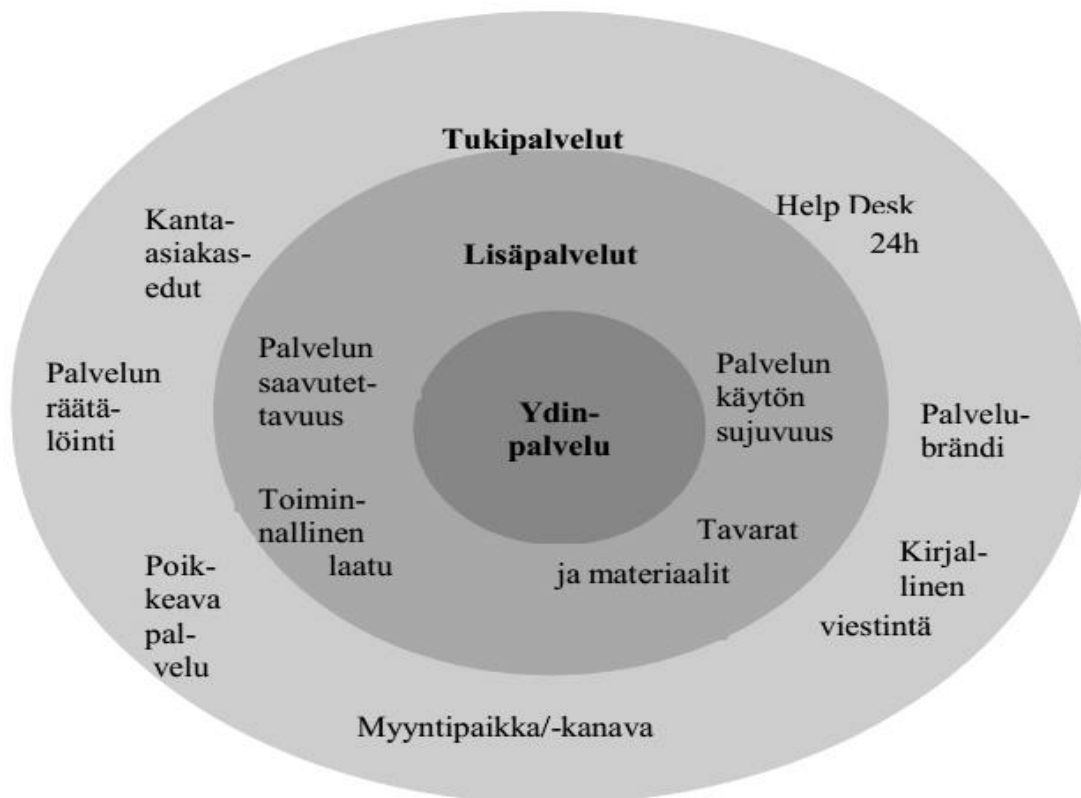 Tukipalvelut
Kanta-
asiakas-
edut
Help Desk
24h
Lisäpalvelut
Palvelun
räätä-
löinti
Palvelun
saavutet-
tavuus
Ydin-
palvelu
Palvelun
käytön
sujuvuus
Palvelu-
brändi
Toimin-
nallinen
laatu
Tavarat
ja materiaalit
Poik-
keava
pal-
velu
Kirjal-
linen
viestintä
Myyntipaikka/-kanava